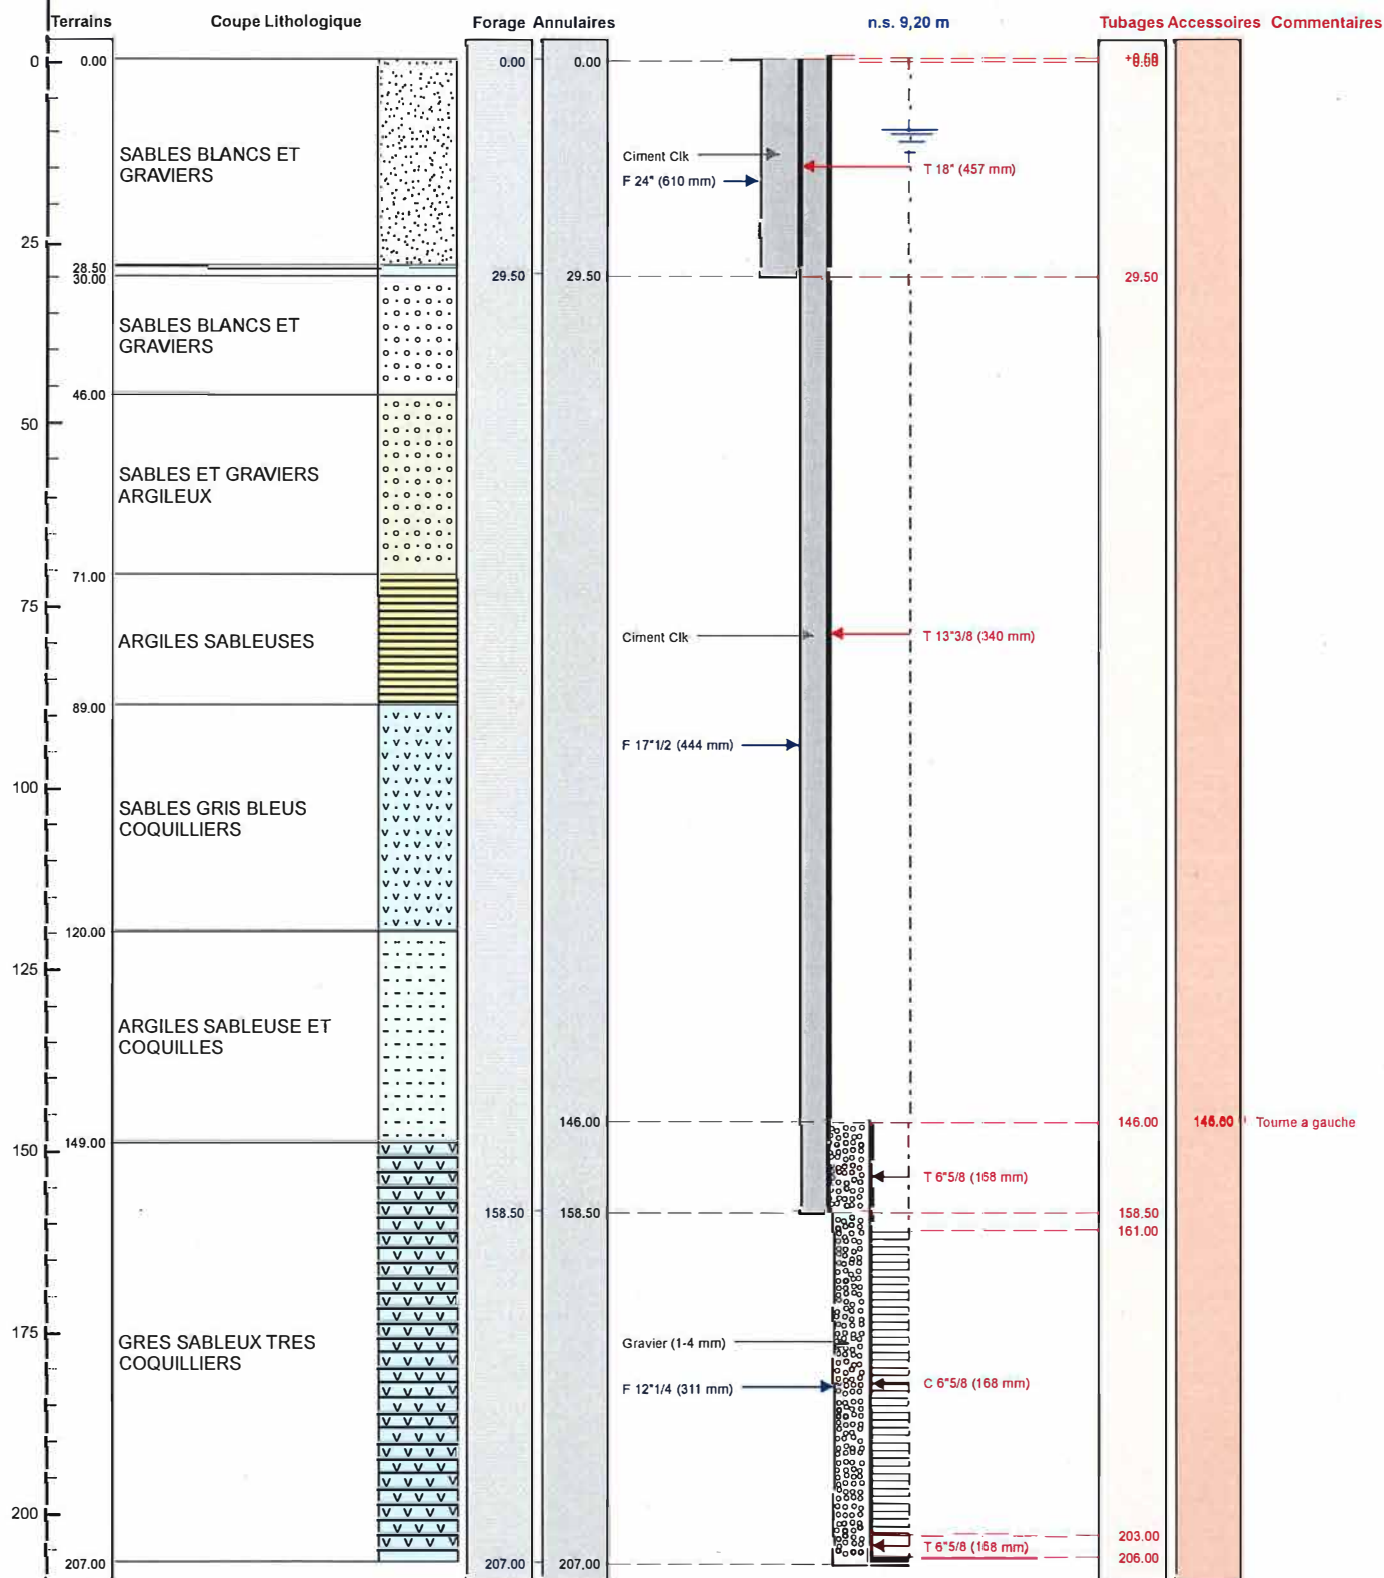 Terrains Coupe Lithologique Forage Annulaires n.s. 9,20 m Tubages Accessoires Commentaires
0 0.00 0.00 0.00 0.00
SABLES BLANCS ET
GRAVIERS
Ciment Clk
F 24" (610 mm)
T 18" (457 mm)
25
28.50
30.00
29.50 29.50 29.50
SABLES BLANCS ET
GRAVIERS
46.00
50
SABLES ET GRAVIERS
ARGILEUX
71.00
75
ARGILES SABLEUSES
Ciment Clk
T 13"3/8 (340 mm)
89.00
F 17"1/2 (444 mm)
100
SABLES GRIS BLEUS
COQUILLIERS
120.00
125
ARGILES SABLEUSE ET
COQUILLES
146.00 146.00 Tourne a gauche
149.00
150
T 6"5/8 (168 mm)
158.50 158.50 158.50
161.00
175
GRES SABLEUX TRES
COQUILLIERS
Gravier (1-4 mm)
F 12"1/4 (311 mm)
C 6"5/8 (168 mm)
200
203.00
T 6"5/8 (168 mm)
206.00
207.00 207.00 207.00